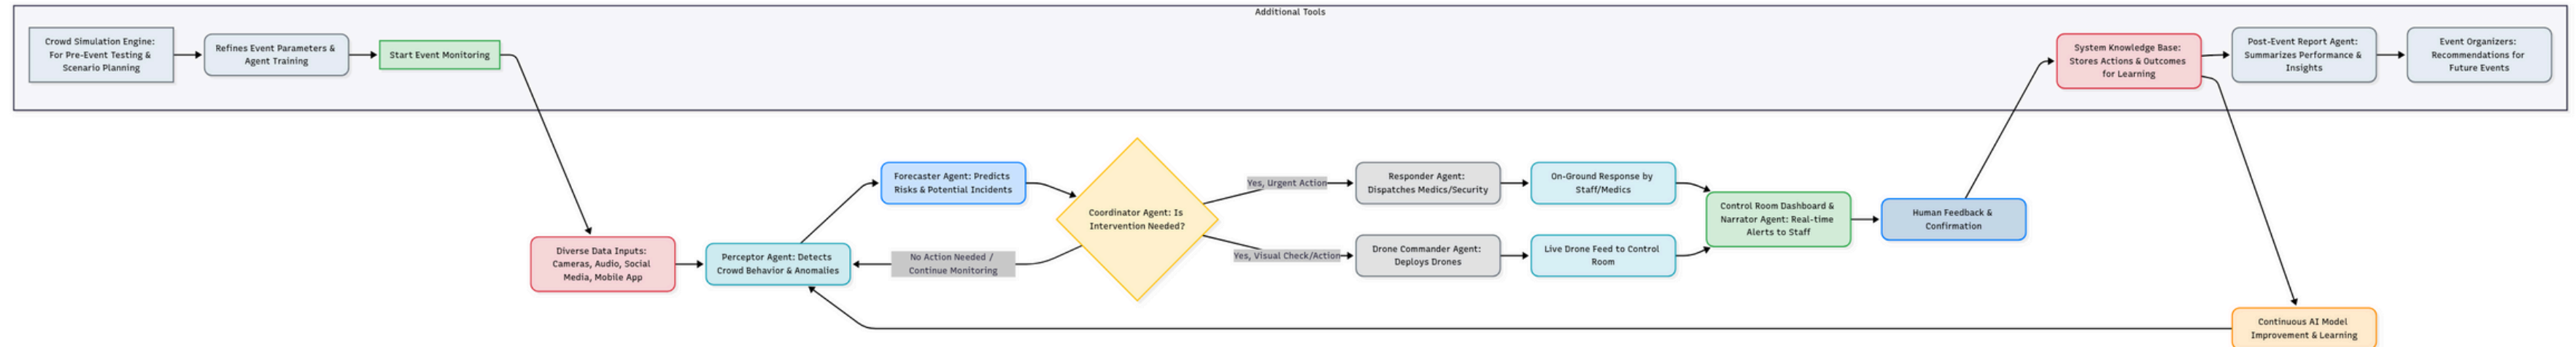 Additional Tools
Crowd Simulation Engine:
For Pre-Event Testing &
Scenario Planning
Refines Event Parameters &
Agent Training
Start Event Monitoring
System Knowledge Base:
Stores Actions & Outcomes
for Learning
Post-Event Report Agent:
Summarizes Performance &
Insights
Event Organizers:
Recommendations for
Future Events
Diverse Data Inputs:
Cameras, Audio, Social
Media, Mobile App
Perceptor Agent: Detects
Crowd Behavior & Anomalies
Forecaster Agent: Predicts
Risks & Potential Incidents
No Action Needed /
Continue Monitoring
Coordinator Agent: Is
Intervention Needed?
Yes, Urgent Action
Yes, Visual Check/Action
Responder Agent:
Dispatches Medics/Security
Drone Commander Agent:
Deploys Drones
On-Ground Response by
Staff/Medics
Live Drone Feed to Control
Room
Control Room Dashboard &
Narrator Agent: Real-time
Alerts to Staff
Human Feedback &
Confirmation
Continuous AI Model
Improvement & Learning